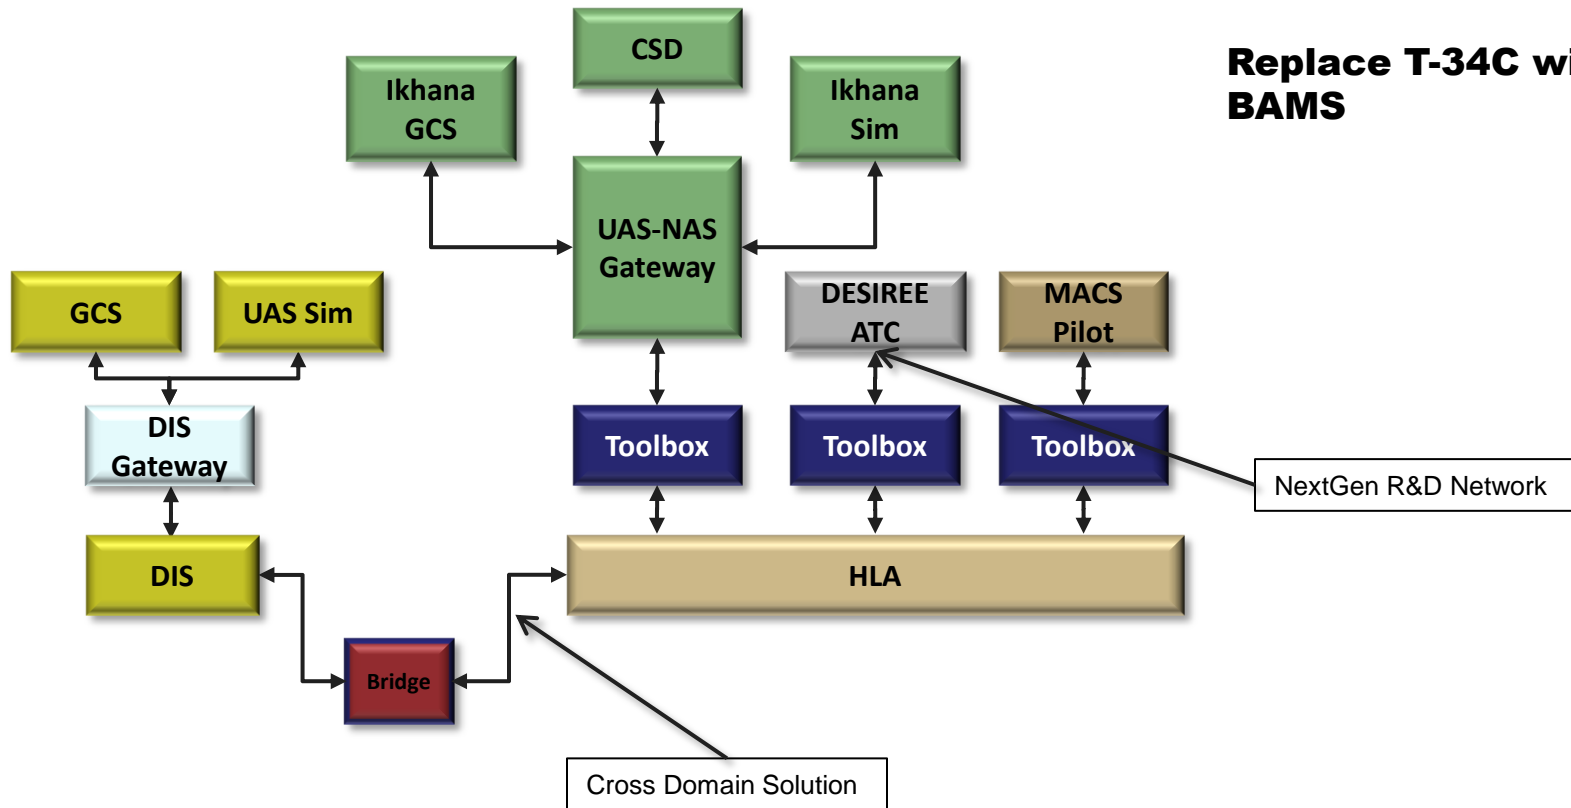 CSD
Replace T-34C wi
BAMS
Ikhana
GCS
Ikhana
Sim
UAS-NAS
Gateway
GCS
UAS Sim
DESIREE
ATC
MACS
Pilot
DIS
Gateway
Toolbox
Toolbox
Toolbox
NextGen R&D Network
DIS
HLA
Bridge
Cross Domain Solution